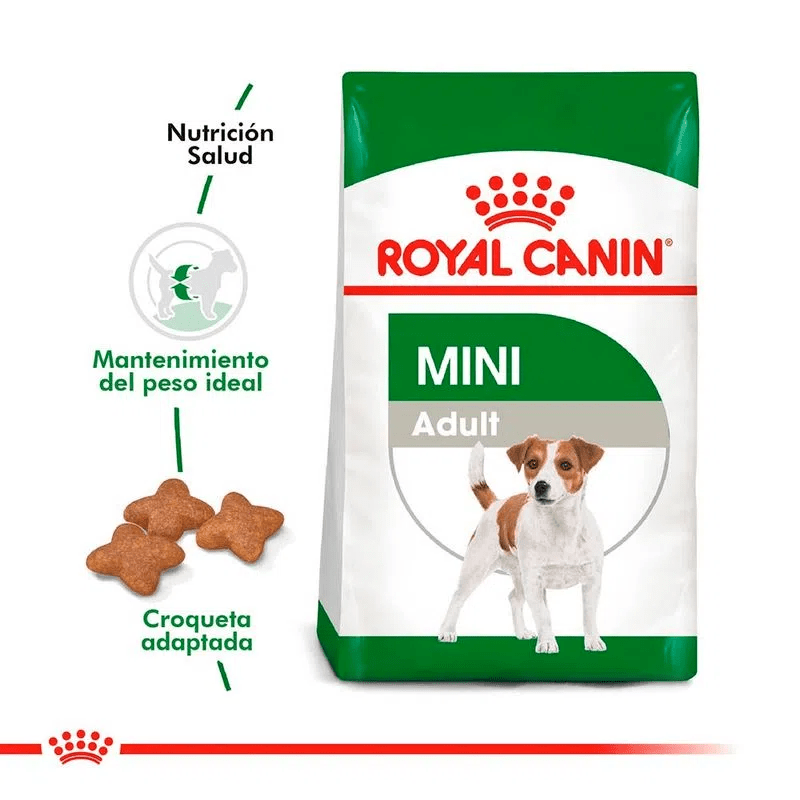 Nutrición
Salud
Mantenimiento
del peso ideal
Croqueta
adaptada
ROYAL CANIN®
MINI
Adult